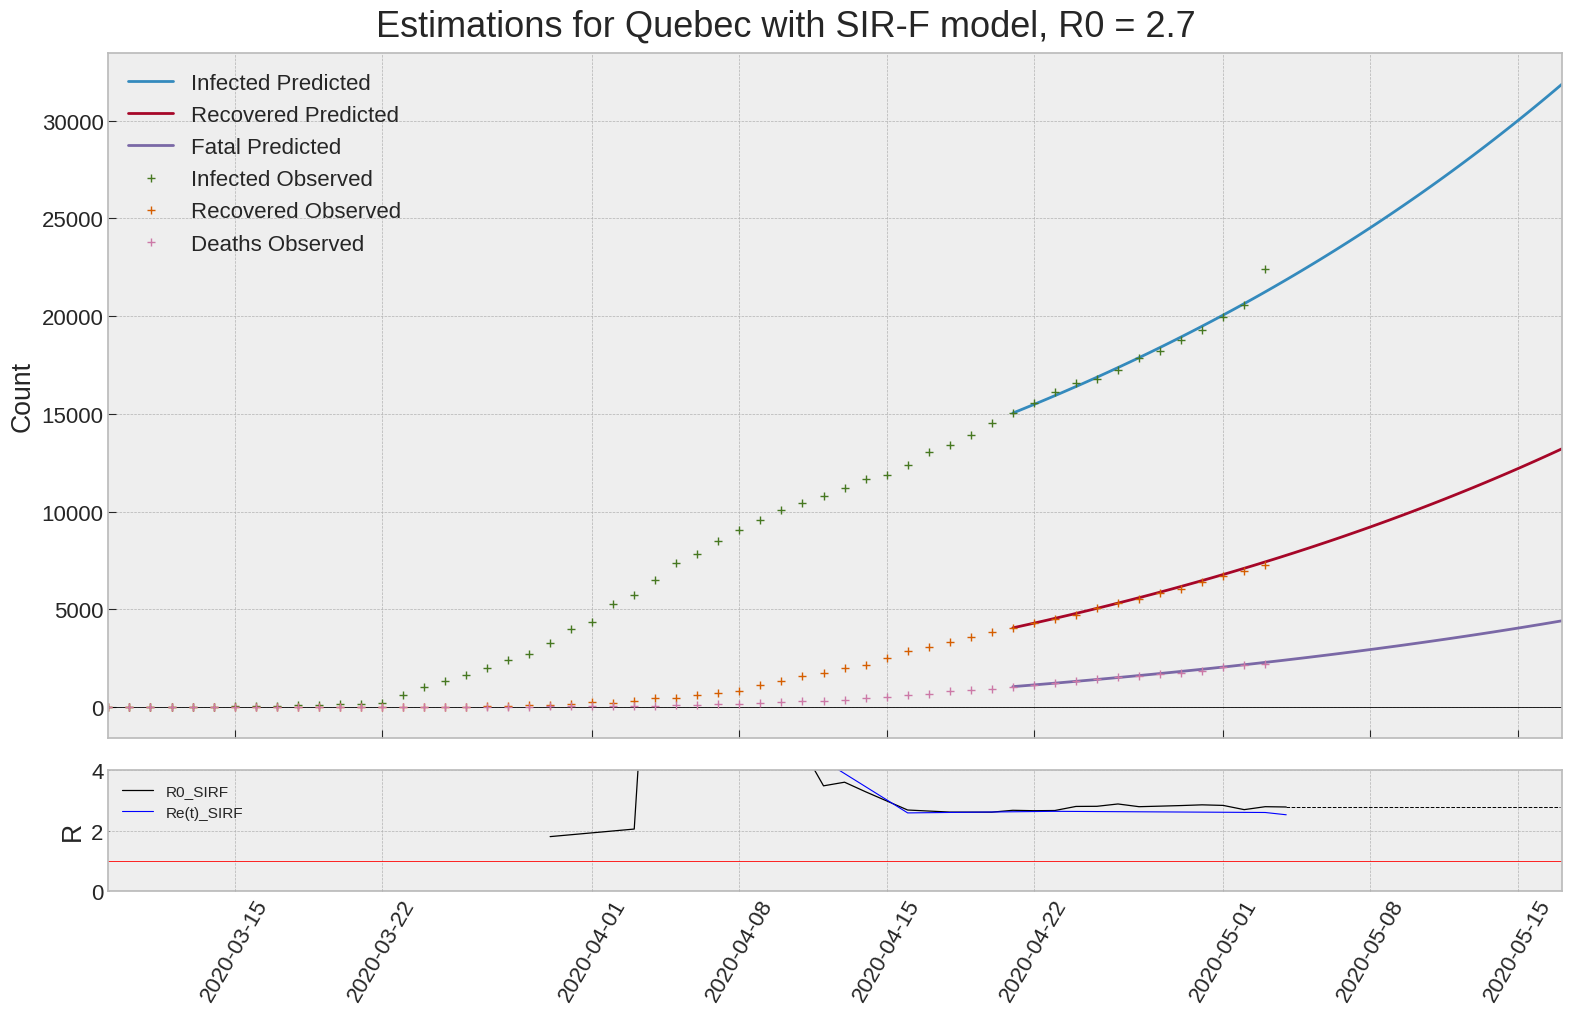 Estimations for Quebec with SIR-F model, R0 = 2.7
Infected Predicted
Recovered Predicted
Fatal Predicted
Infected Observed
Recovered Observed
Deaths Observed
30000
25000
20000
15000
10000
5000
0
Count
R0_SIRF
Re(t)_SIRF
4
2
0
R
2020-03-15
2020-03-22
2020-04-01
2020-04-08
2020-04-15
2020-04-22
2020-05-01
2020-05-08
2020-05-15